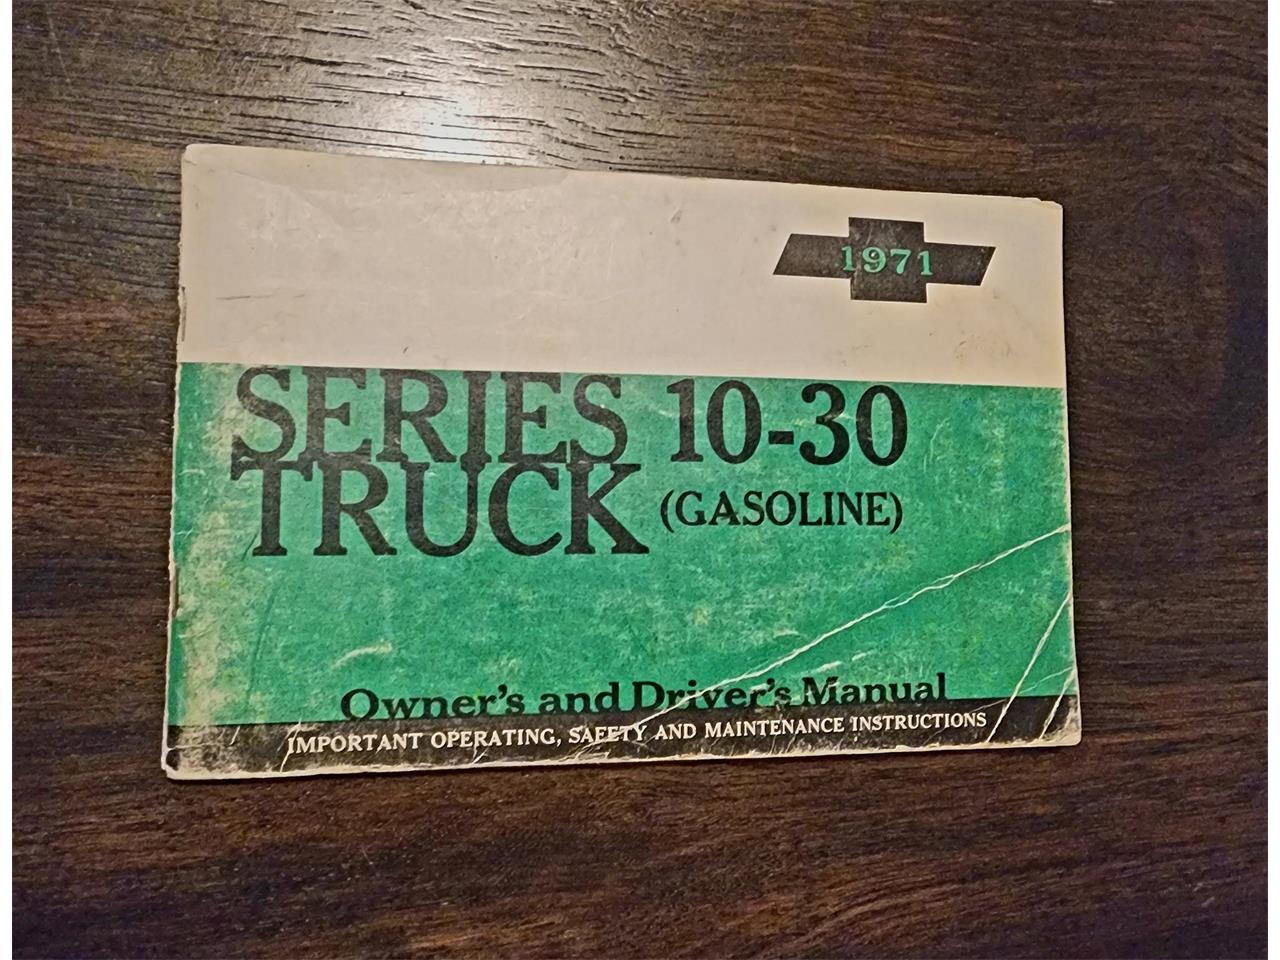 1971
SERIES 10-30
TRUCK (GASOLINE)
Owner's and Driver's Manual
IMPORTANT OPERATING, SAFETY AND MAINTENANCE INSTRUCTIONS